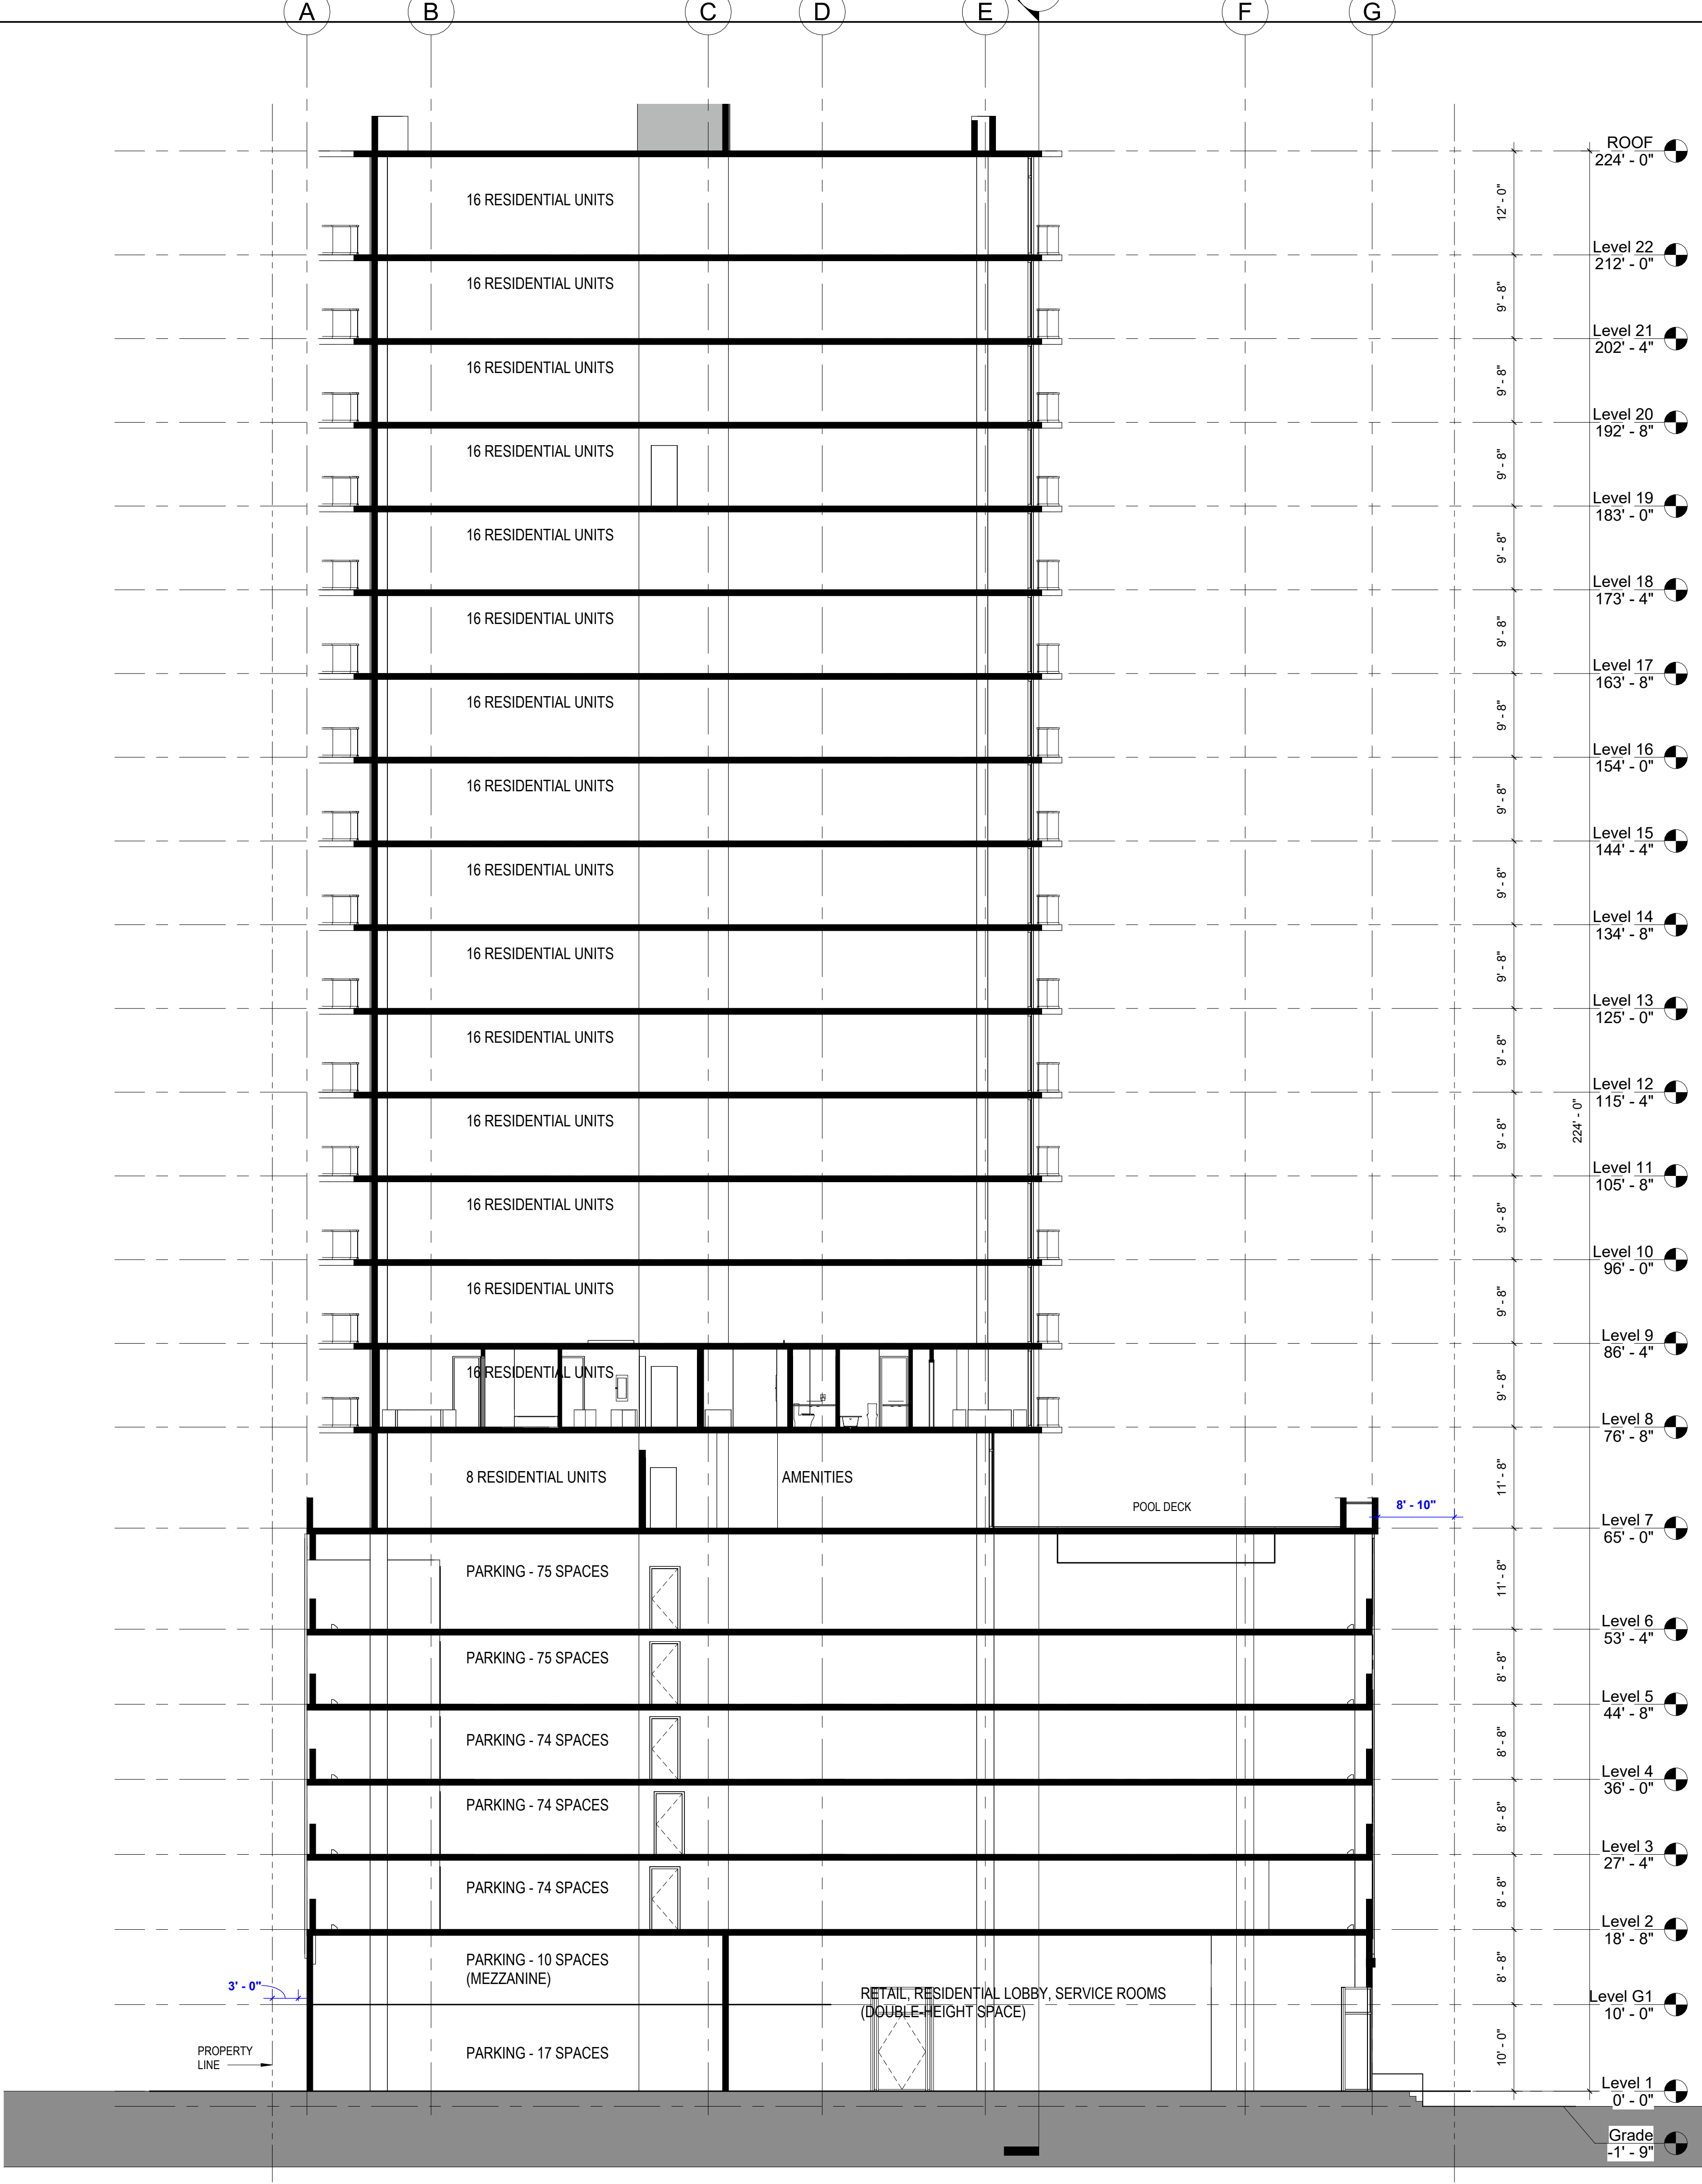 A
B
C
D
E
F
G
ROOF
224' - 0"
12' - 0"
16 RESIDENTIAL UNITS
Level 22
212' - 0"
9' - 8"
16 RESIDENTIAL UNITS
Level 21
202' - 4"
9' - 8"
16 RESIDENTIAL UNITS
Level 20
192' - 8"
9' - 8"
16 RESIDENTIAL UNITS
Level 19
183' - 0"
9' - 8"
16 RESIDENTIAL UNITS
Level 18
173' - 4"
9' - 8"
16 RESIDENTIAL UNITS
Level 17
163' - 8"
9' - 8"
16 RESIDENTIAL UNITS
Level 16
154' - 0"
9' - 8"
16 RESIDENTIAL UNITS
Level 15
144' - 4"
9' - 8"
16 RESIDENTIAL UNITS
Level 14
134' - 8"
9' - 8"
16 RESIDENTIAL UNITS
Level 13
125' - 0"
9' - 8"
16 RESIDENTIAL UNITS
Level 12
115' - 4"
224' - 0"
9' - 8"
16 RESIDENTIAL UNITS
Level 11
105' - 8"
9' - 8"
16 RESIDENTIAL UNITS
Level 10
96' - 0"
9' - 8"
16 RESIDENTIAL UNITS
Level 9
86' - 4"
9' - 8"
16 RESIDENTIAL UNITS
Level 8
76' - 8"
11' - 8"
8 RESIDENTIAL UNITS
AMENITIES
POOL DECK
8' - 10"
Level 7
65' - 0"
11' - 8"
PARKING - 75 SPACES
Level 6
53' - 4"
8' - 8"
PARKING - 75 SPACES
Level 5
44' - 8"
8' - 8"
PARKING - 74 SPACES
Level 4
36' - 0"
8' - 8"
PARKING - 74 SPACES
Level 3
27' - 4"
8' - 8"
PARKING - 74 SPACES
Level 2
18' - 8"
8' - 8"
PARKING - 10 SPACES
(MEZZANINE)
3' - 0"
RETAIL, RESIDENTIAL LOBBY, SERVICE ROOMS
(DOUBLE-HEIGHT SPACE)
Level G1
10' - 0"
10' - 0"
PARKING - 17 SPACES
PROPERTY
LINE
Level 1
0' - 0"
Grade
-1' - 9"